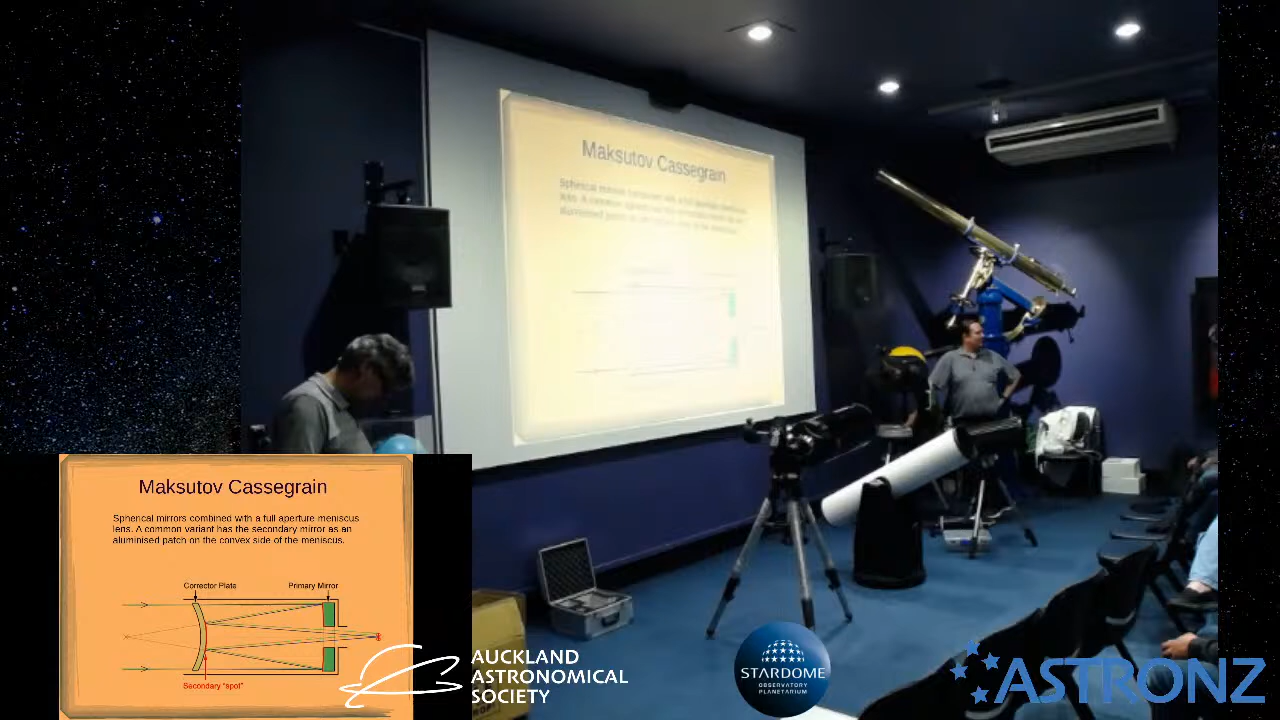 Maksutov Cassegrain
Maksutov Cassegrain
Spherical mirrors combined with a full aperture meniscus
lens. A common variant has the secondary mirror as an
aluminised patch on the convex side of the meniscus.
Corrector Plate
Primary Mirror
Secondary "spot"
AUCKLAND
ASTRONOMICAL
SOCIETY
STARDOME
OBSERVATORY
PLANETARIUM
ASTRONZ